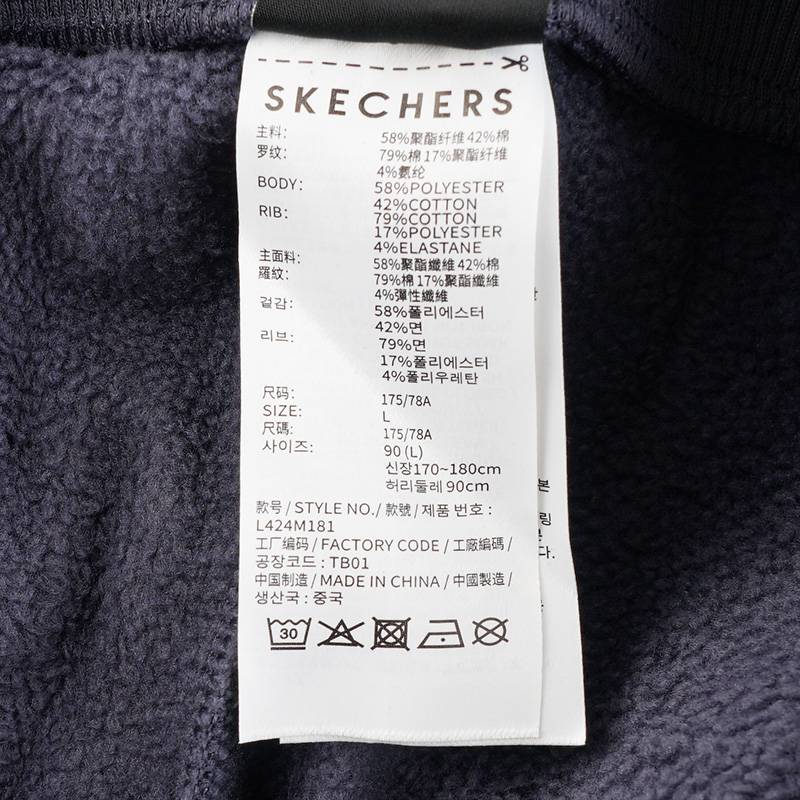 SKECHERS
主料: 58%聚酯纤维 42%棉
罗纹: 79%棉 17%聚酯纤维
4%氨纶
BODY: 58%POLYESTER
42%COTTON
RIB: 79%COTTON
17%POLYESTER
4%ELASTANE
主面料: 58%聚酯纖維 42%棉
羅紋: 79%棉 17%聚酯纖維
4%彈性纖維
겉감: 58%폴리에스터
42%면
리브: 79%면
17%폴리에스터
4%폴리우레탄
尺码: 175/78A
SIZE: L
尺碼: 175/78A
사이즈: 90 (L)
신장170~180cm
허리둘레 90cm
款号 / STYLE NO./ 款號 / 제품 번호 :
L424M181
工厂编码 / FACTORY CODE / 工廠編碼 /
공장코드 : TB01
中国制造 / MADE IN CHINA / 中國製造 /
생산국 : 중국
30
본
링
다.